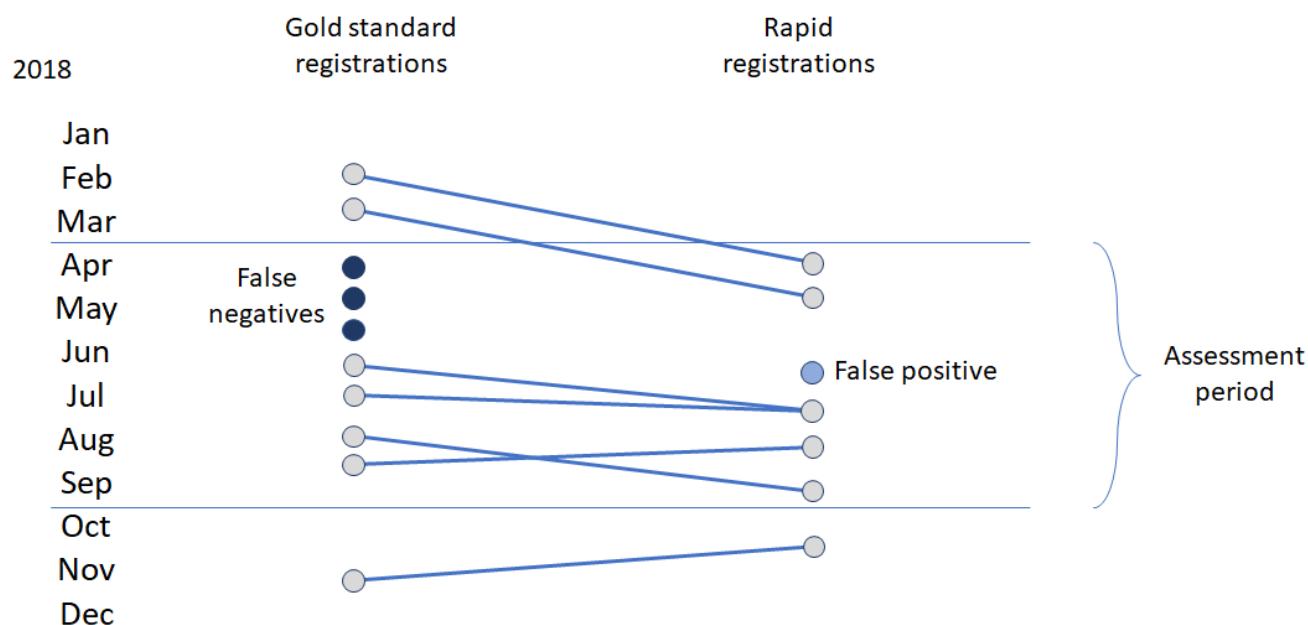 Gold standard
registrations
Rapid
registrations
2018
Jan
Feb
Mar
Apr
May
Jun
Jul
Aug
Sep
Oct
Nov
Dec
False
negatives
False positive
Assessment
period